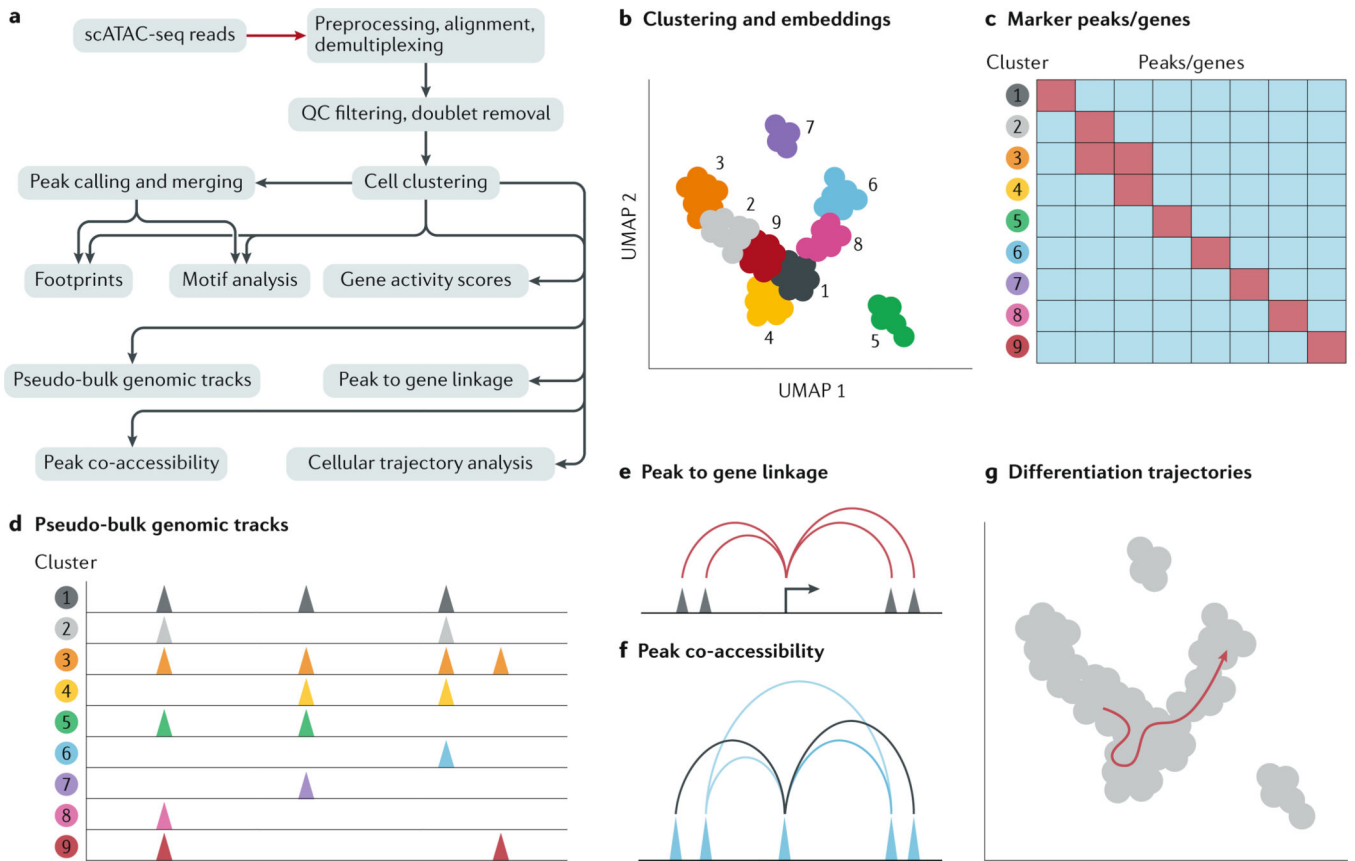 a
scATAC-seq reads
Preprocessing, alignment,
demultiplexing
QC filtering, doublet removal
Peak calling and merging
Cell clustering
Footprints
Motif analysis
Gene activity scores
Pseudo-bulk genomic tracks
Peak to gene linkage
Peak co-accessibility
Cellular trajectory analysis
b Clustering and embeddings
UMAP 2
7
3
6
2
9
8
1
4
5
UMAP 1
c Marker peaks/genes
Cluster
Peaks/genes
1
2
3
4
5
6
7
8
9
d Pseudo-bulk genomic tracks
Cluster
1
2
3
4
5
6
7
8
9
e Peak to gene linkage
f Peak co-accessibility
g Differentiation trajectories